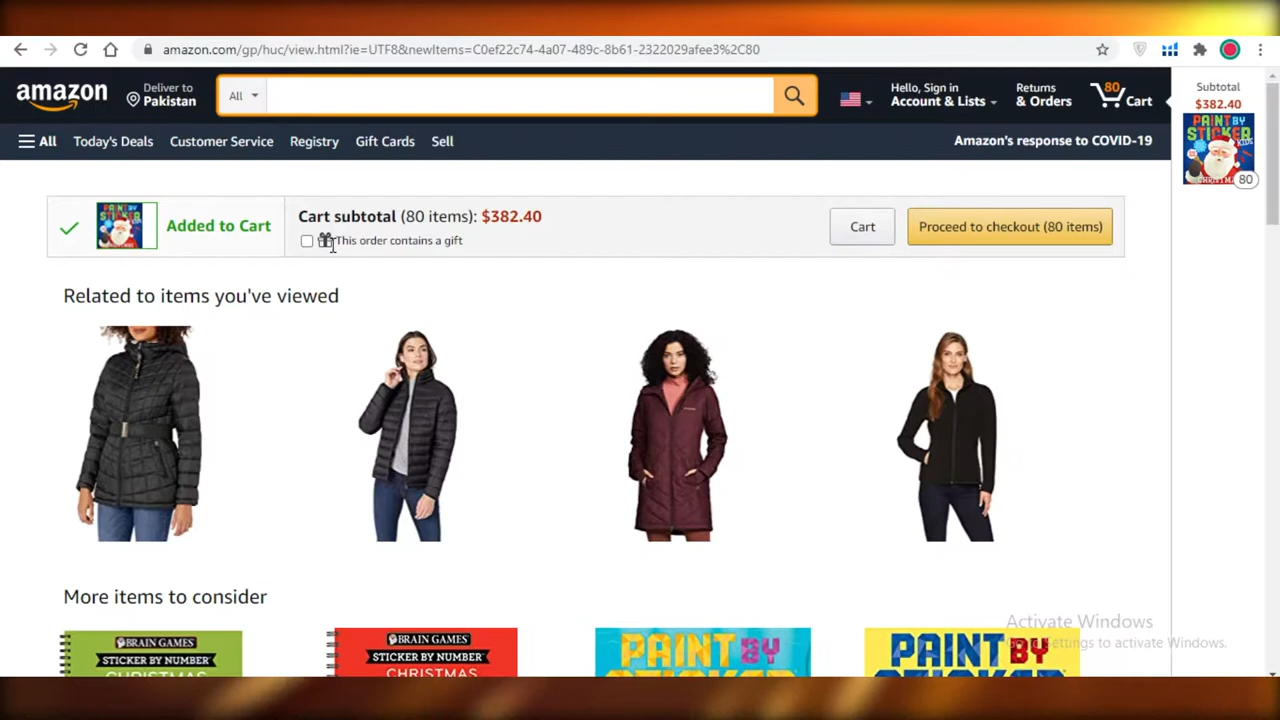 amazon.com/gp/huc/view.html?ie=UTF8&newItems=C0ef22c74-4a07-489c-8b61-2322029afee3%2C80
amazon
Deliver to
Pakistan
All
Hello, Sign in
Account & Lists
Returns
& Orders
80
Cart
Subtotal
$382.40
PAINT BY
STICKER
KIDS
80
All
Today's Deals
Customer Service
Registry
Gift Cards
Sell
Amazon's response to COVID-19
PAINT BY
STICKER
Added to Cart
Cart subtotal (80 items): $382.40
This order contains a gift
Cart
Proceed to checkout (80 items)
Related to items you've viewed
More items to consider
BRAIN GAMES
STICKER BY NUMBER™
CHRISTMAS
BRAIN GAMES
STICKER BY NUMBER™
CHRISTMAS
PAINT BY
PAINT BY
Activate Windows
Settings to activate Windows.